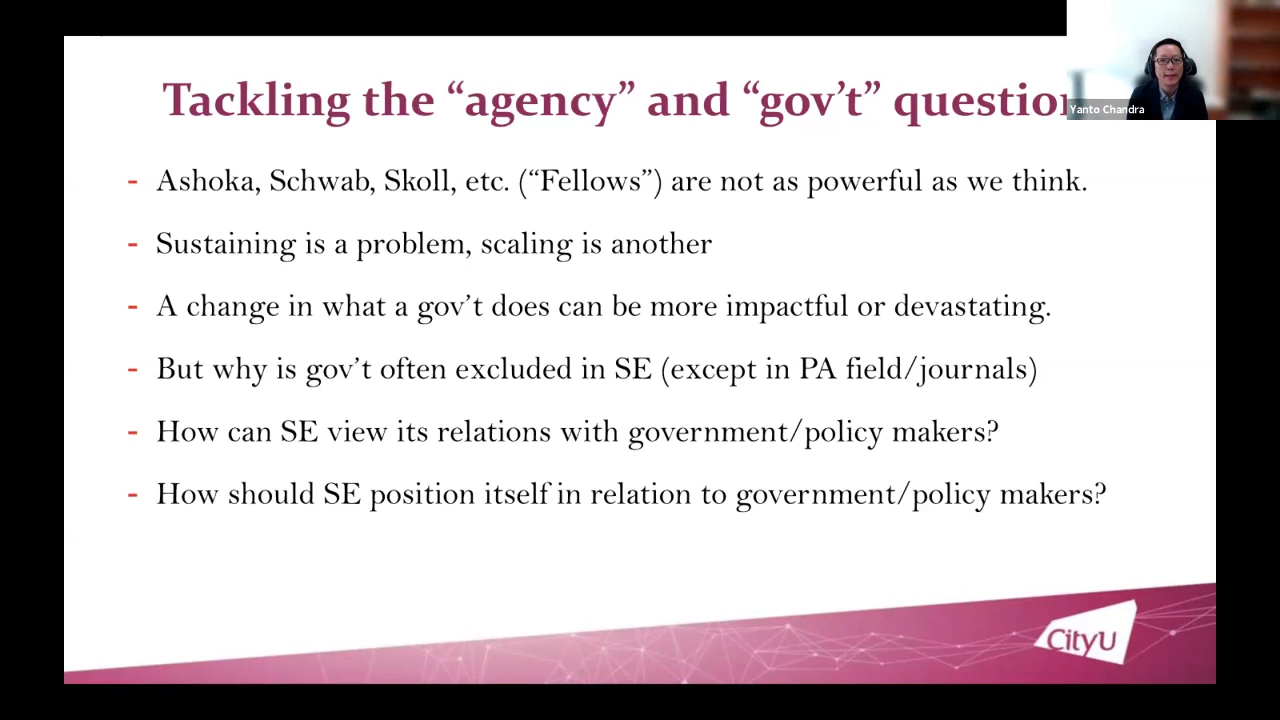 Tackling the “agency” and “gov’t” question
Yanto Chandra
- Ashoka, Schwab, Skoll, etc. (“Fellows”) are not as powerful as we think.
- Sustaining is a problem, scaling is another
- A change in what a gov’t does can be more impactful or devastating.
- But why is gov’t often excluded in SE (except in PA field/journals)
- How can SE view its relations with government/policy makers?
- How should SE position itself in relation to government/policy makers?
CityU